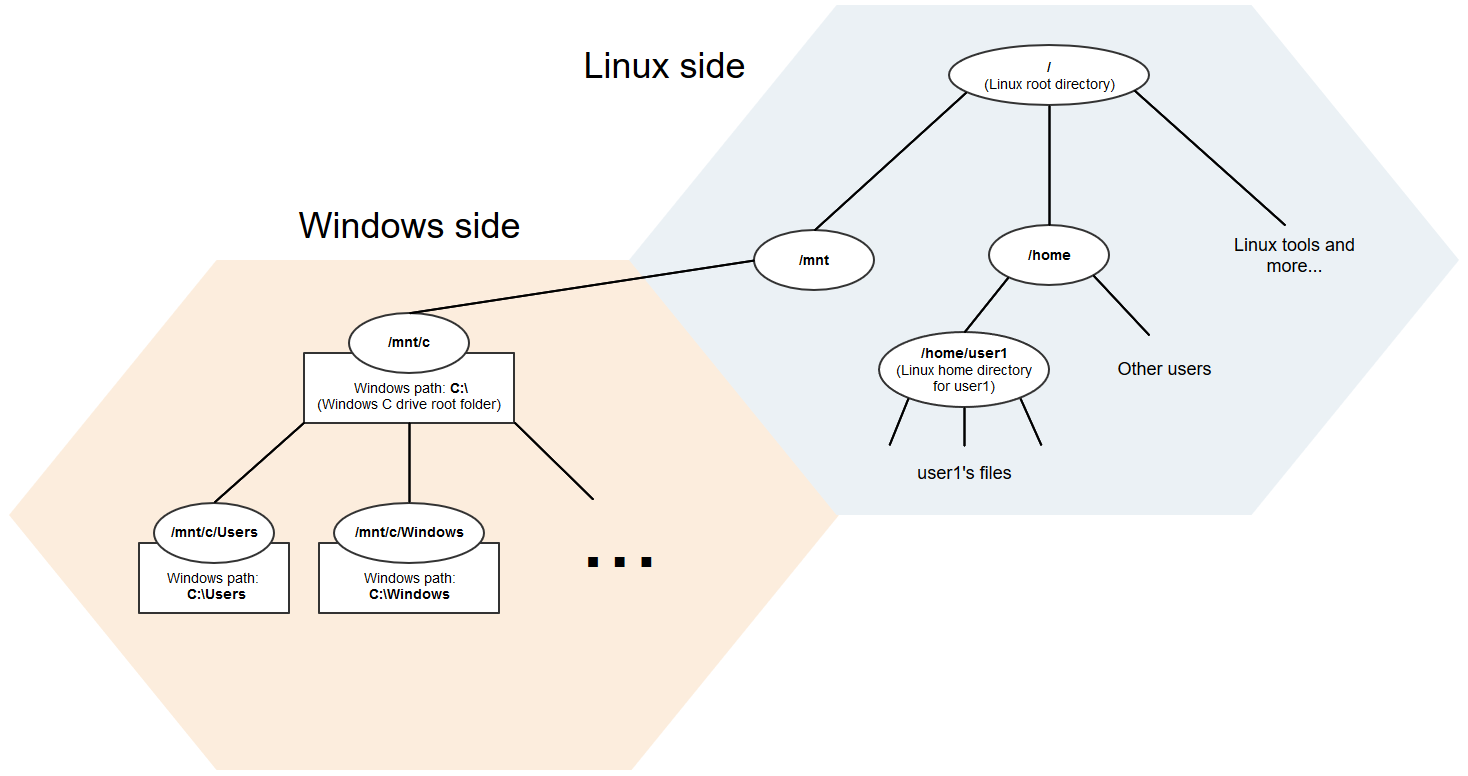 Linux side
/
(Linux root directory)
Windows side
/mnt
/home
Linux tools and
more...
/mnt/c
Windows path: C:\
(Windows C drive root folder)
/home/user1
(Linux home directory
for user1)
Other users
user1's files
/mnt/c/Users
Windows path:
C:\Users
/mnt/c/Windows
Windows path:
C:\Windows
...